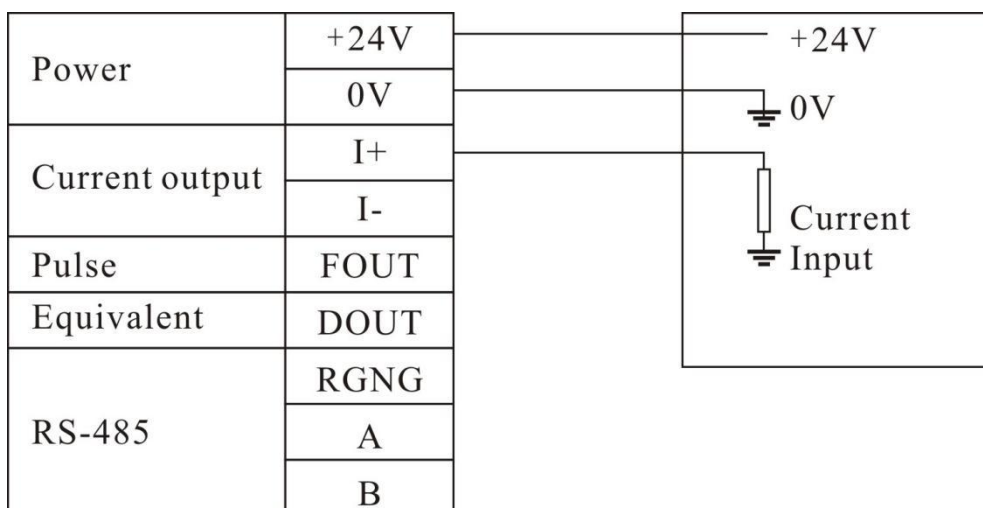 Power
+24V
0V
Current output
I+
I-
Pulse
FOUT
Equivalent
DOUT
RS-485
RGNG
A
B
+24V
0V
Current
Input